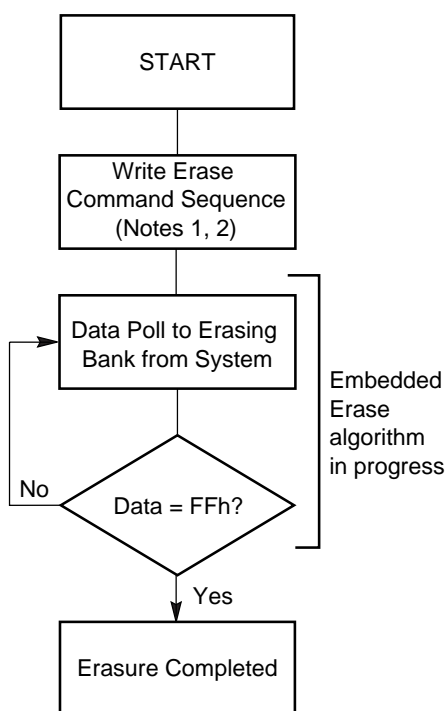 START
Write Erase
Command Sequence
(Notes 1, 2)
Data Poll to Erasing
Bank from System
Embedded
Erase
algorithm
in progress
No
Data = FFh?
Yes
Erasure Completed